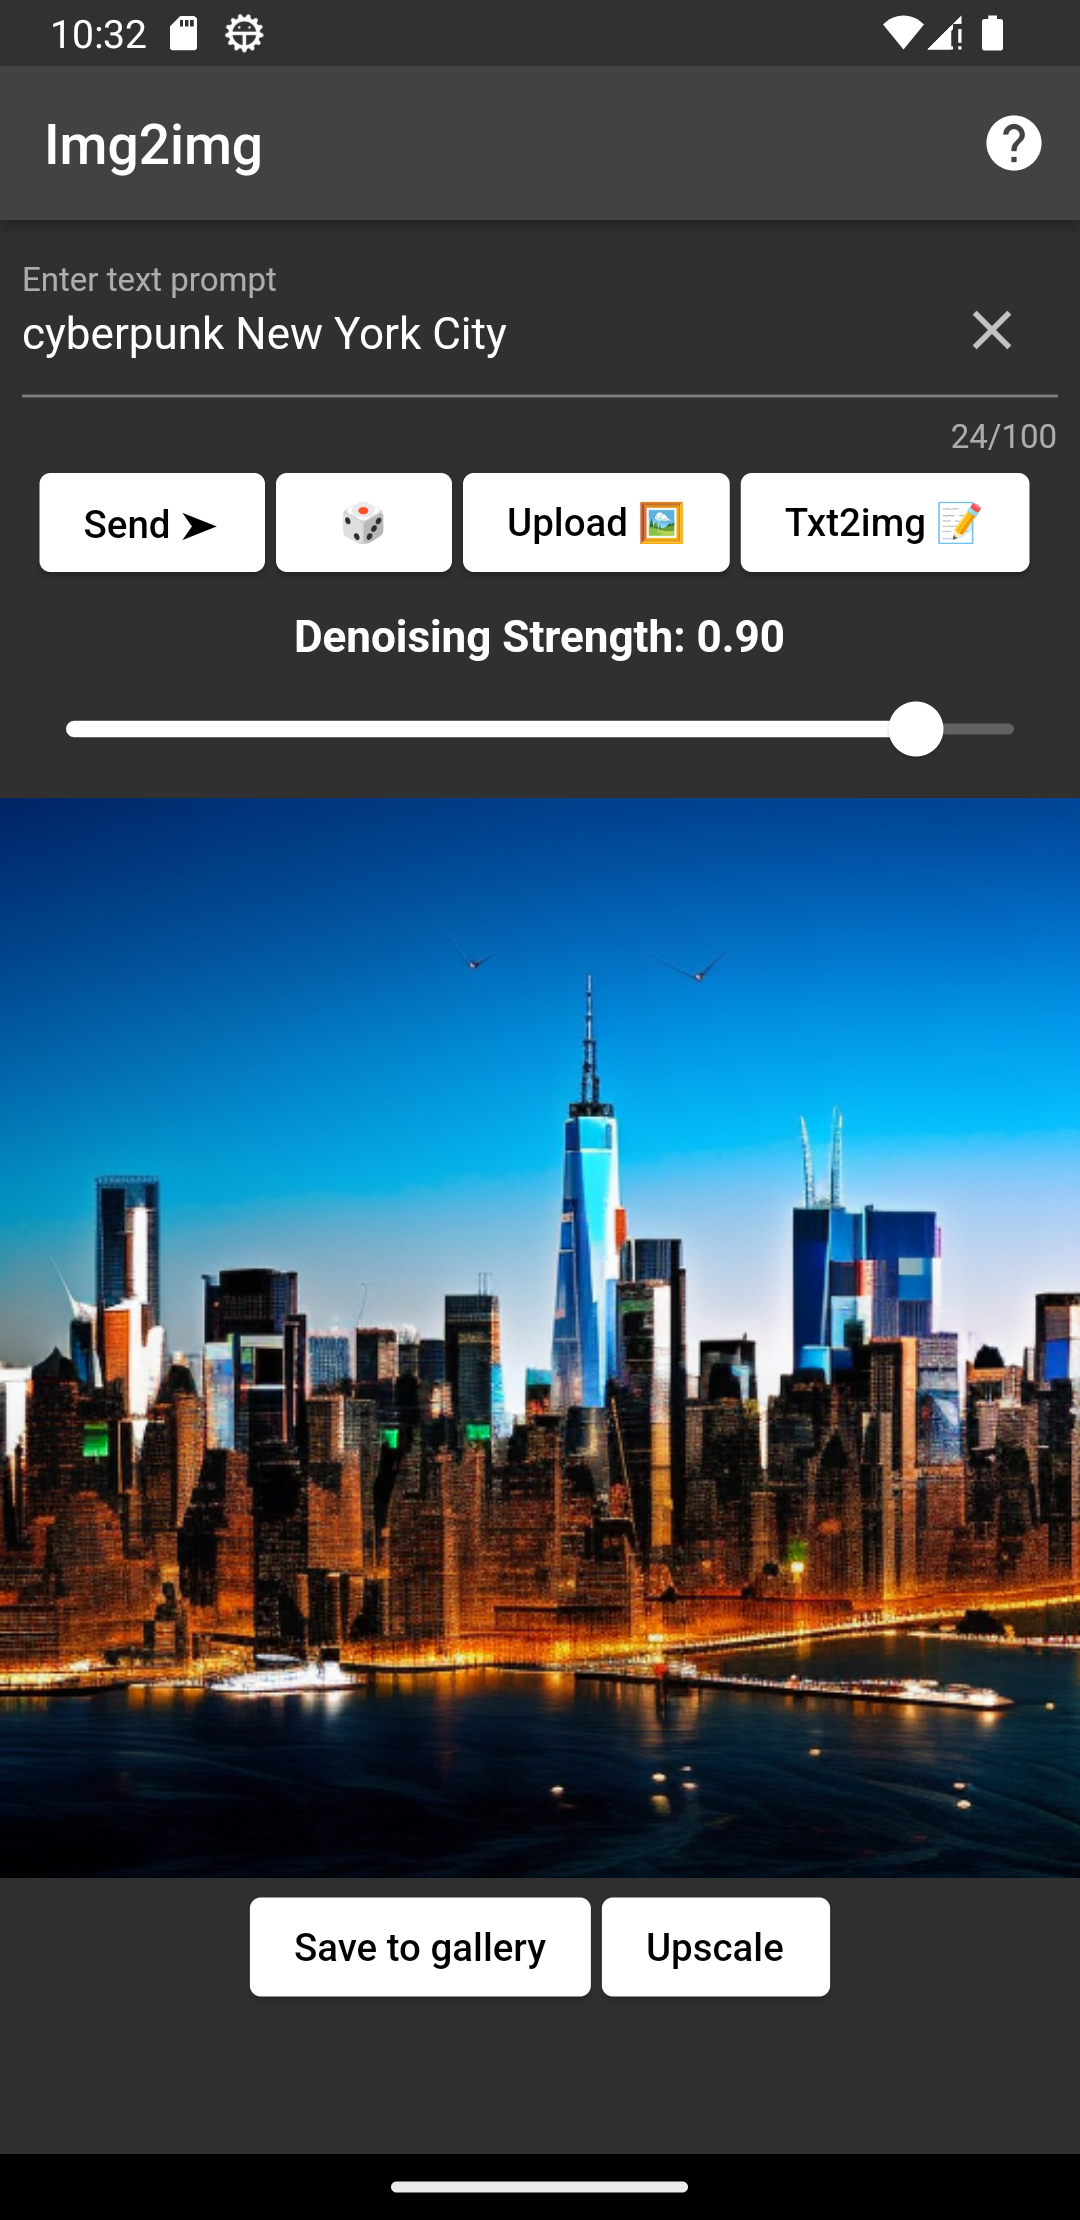 10:32
Img2img
Enter text prompt
cyberpunk New York City
24/100
Send ➤ 🎲 Upload 🖼️ Txt2img 📝
Denoising Strength: 0.90
Save to gallery Upscale